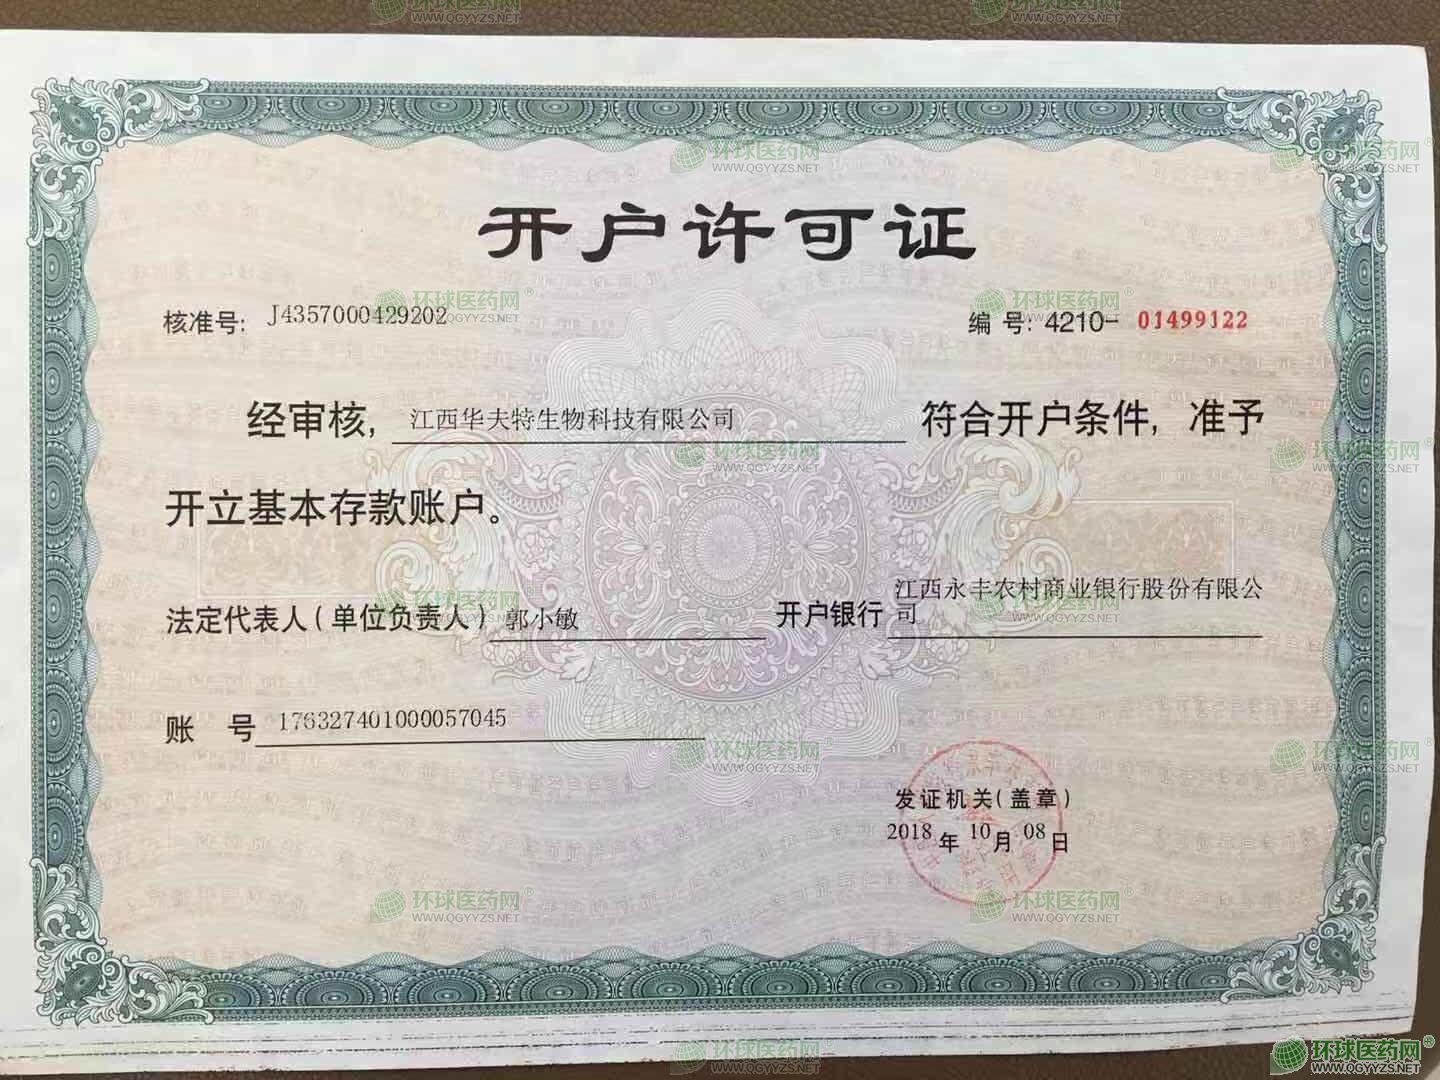 开户许可证
核准号: J4357000429202
编 号: 4210- 01499122
经审核, 江西华夫特生物科技有限公司 符合开户条件, 准予
开立基本存款账户。
法定代表人(单位负责人) 郭小敏
开户银行 江西永丰农村商业银行股份有限公
司
账 号 176327401000057045
发证机关(盖章)
2018 年 10 月 08 日
环球医药网®
WWW.QGYYZS.NET